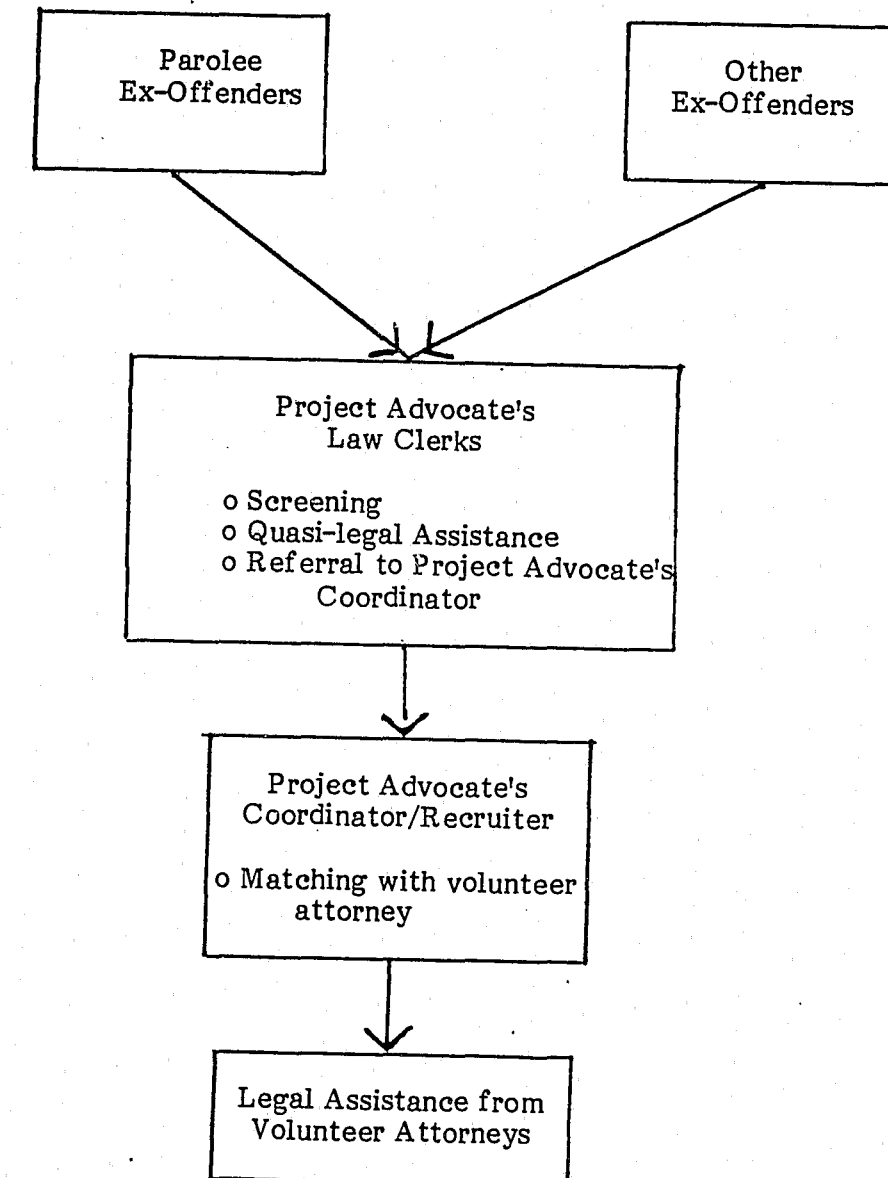 Parolee
Ex-Offenders
Other
Ex-Offenders
Project Advocate's
Law Clerks
o Screening
o Quasi-legal Assistance
o Referral to Project Advocate's
Coordinator
Project Advocate's
Coordinator/Recruiter
o Matching with volunteer
attorney
Legal Assistance from
Volunteer Attorneys